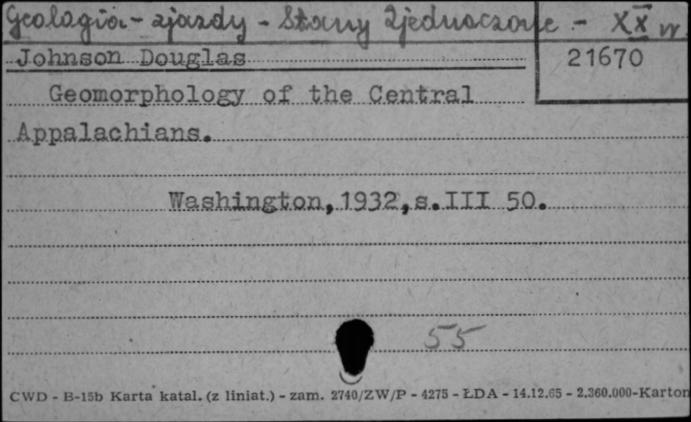 Geologia - zjazdy - Stany Zjednoczone - XX w
Johnson Douglas
21670
Geomorphology of the Central
Appalachians.
Washington,1932,s.III 50.
55
CWD - B-15b Karta katal. (z liniat.) - zam. 2740/ZW/P - 4275 - ŁDA - 14.12.65 - 2.360.000-Karton